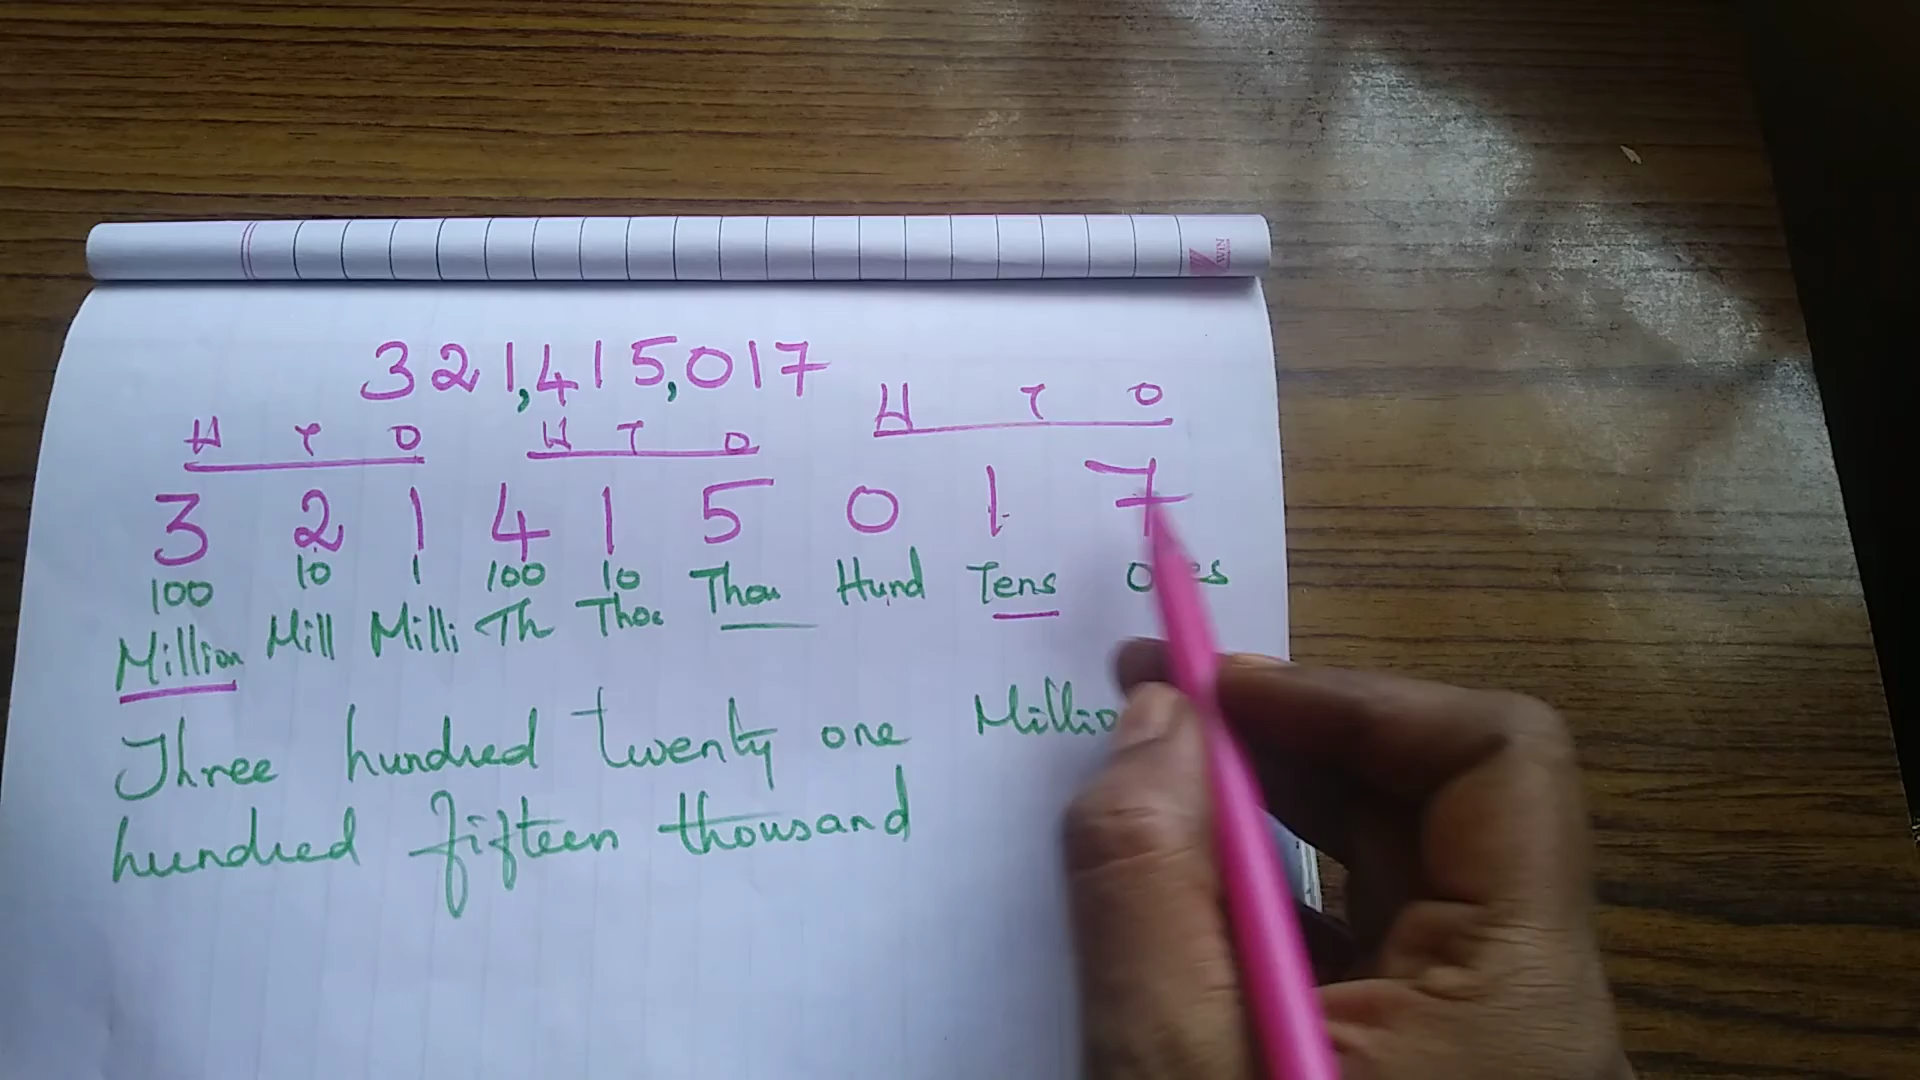 321,415,017
H T O H T O H T O
3 2 1 4 1 5 0 1 7
100 10 1 100 10 Thou Hund Tens
Million Mill Milli Th Thou
Three hundred twenty one
hundred fifteen thousand
WIN